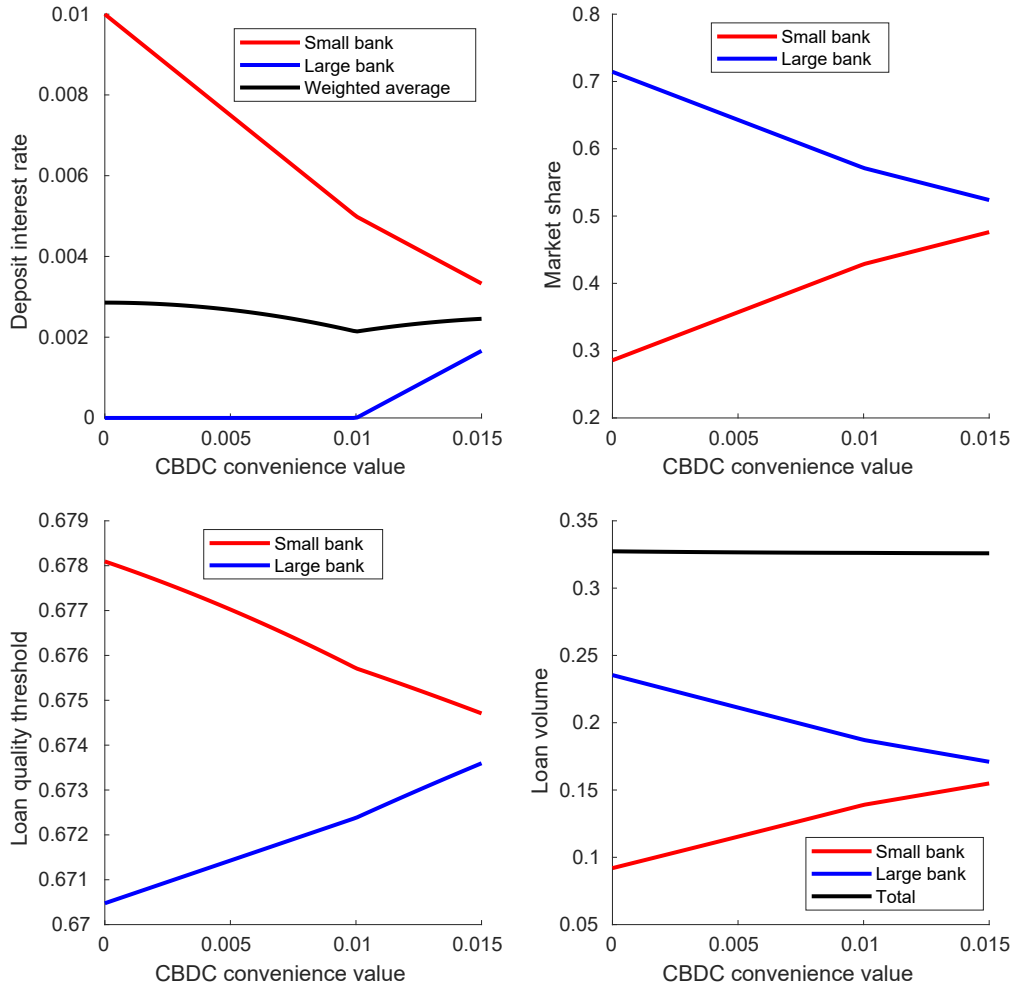 Deposit interest rate
0.01
0.008
0.006
0.004
0.002
0
Small bank
Large bank
Weighted average
0 0.005 0.01 0.015
CBDC convenience value
Market share
0.8
0.7
0.6
0.5
0.4
0.3
0.2
Small bank
Large bank
0 0.005 0.01 0.015
CBDC convenience value
Loan quality threshold
0.679
0.678
0.677
0.676
0.675
0.674
0.673
0.672
0.671
0.67
Small bank
Large bank
0 0.005 0.01 0.015
CBDC convenience value
Loan volume
0.35
0.3
0.25
0.2
0.15
0.1
0.05
Small bank
Large bank
Total
0 0.005 0.01 0.015
CBDC convenience value